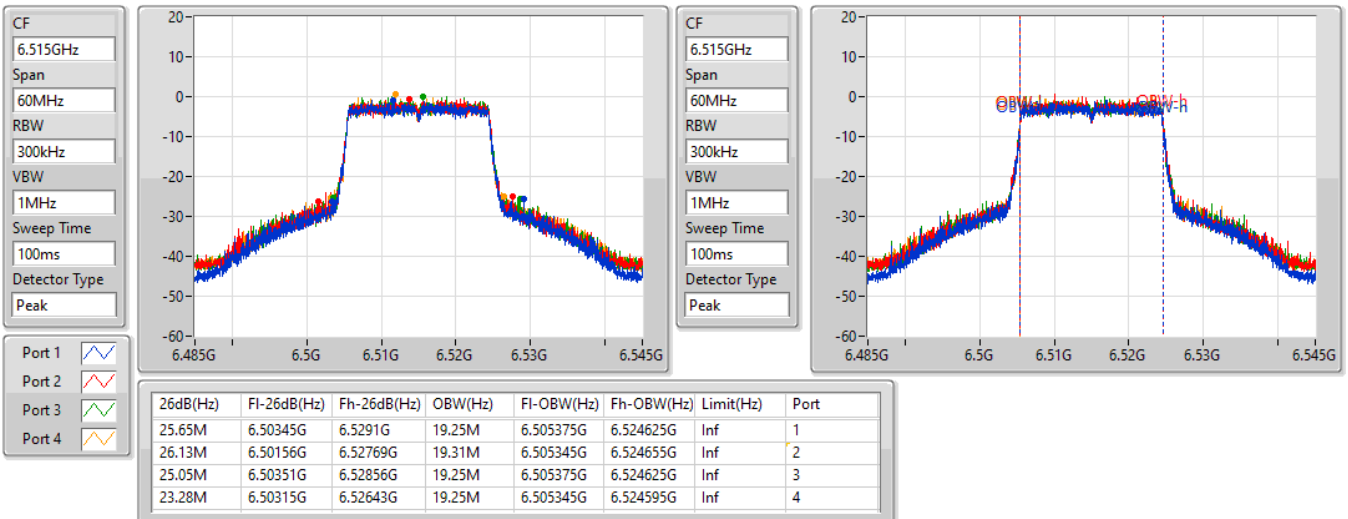 CF
6.515GHz
Span
60MHz
RBW
300kHz
VBW
1MHz
Sweep Time
100ms
Detector Type
Peak
Port 1
Port 2
Port 3
Port 4
20
10
0
-10
-20
-30
-40
-50
-60
6.485G 6.5G 6.51G 6.52G 6.53G 6.545G
CF
6.515GHz
Span
60MHz
RBW
300kHz
VBW
1MHz
Sweep Time
100ms
Detector Type
Peak
20
10
0
-10
-20
-30
-40
-50
-60
OBW-h
6.485G 6.5G 6.51G 6.52G 6.53G 6.545G
26dB(Hz) Fl-26dB(Hz) Fh-26dB(Hz) OBW(Hz) Fl-OBW(Hz) Fh-OBW(Hz) Limit(Hz) Port
25.65M 6.50345G 6.5291G 19.25M 6.505375G 6.524625G Inf 1
26.13M 6.50156G 6.52769G 19.31M 6.505345G 6.524655G Inf 2
25.05M 6.50351G 6.52856G 19.25M 6.505375G 6.524625G Inf 3
23.28M 6.50315G 6.52643G 19.25M 6.505345G 6.524595G Inf 4